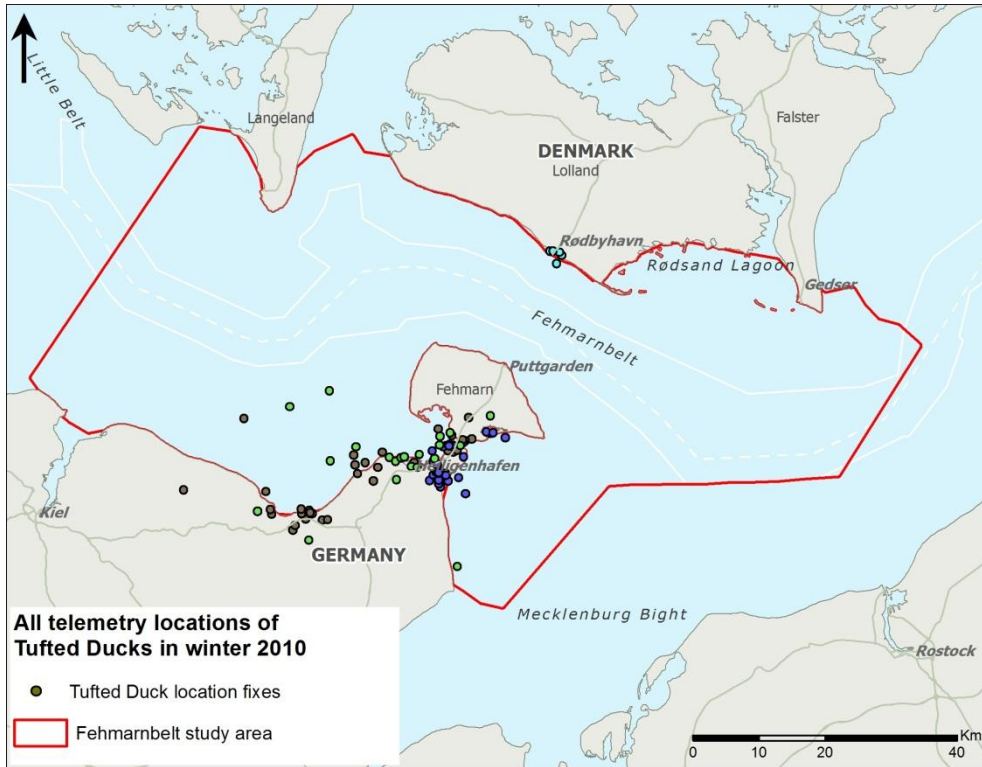 Little Belt
Langeland
Falster
DENMARK
Lolland
Rødbyhavn
Rødsand Lagoon
Gedser
Fehmarnbelt
Puttgarden
Fehmarn
Heiligenhafen
Kiel
GERMANY
Mecklenburg Bight
Rostock
All telemetry locations of
Tufted Ducks in winter 2010
Tufted Duck location fixes
Fehmarnbelt study area
Km
0 10 20 40